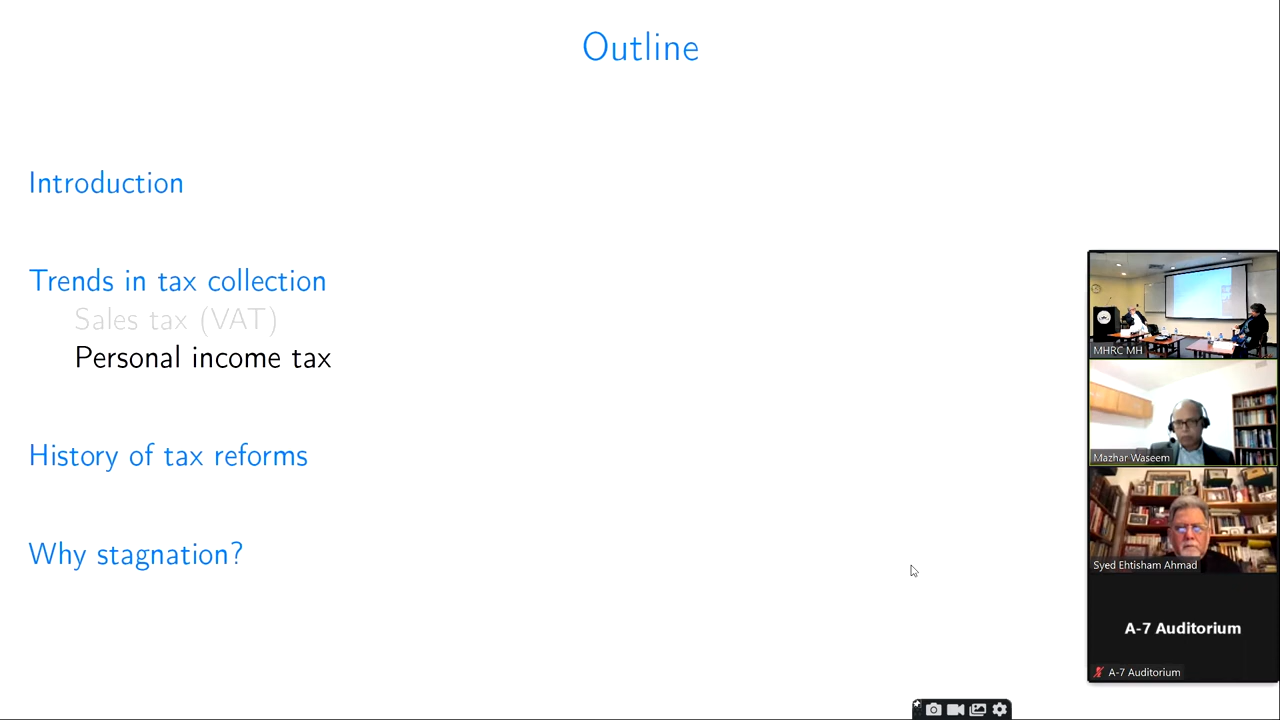 Outline
Introduction
Trends in tax collection
Sales tax (VAT)
Personal income tax
History of tax reforms
Why stagnation?
MHRC MH
Mazhar Waseem
Syed Ehtisham Ahmad
A-7 Auditorium
A-7 Auditorium